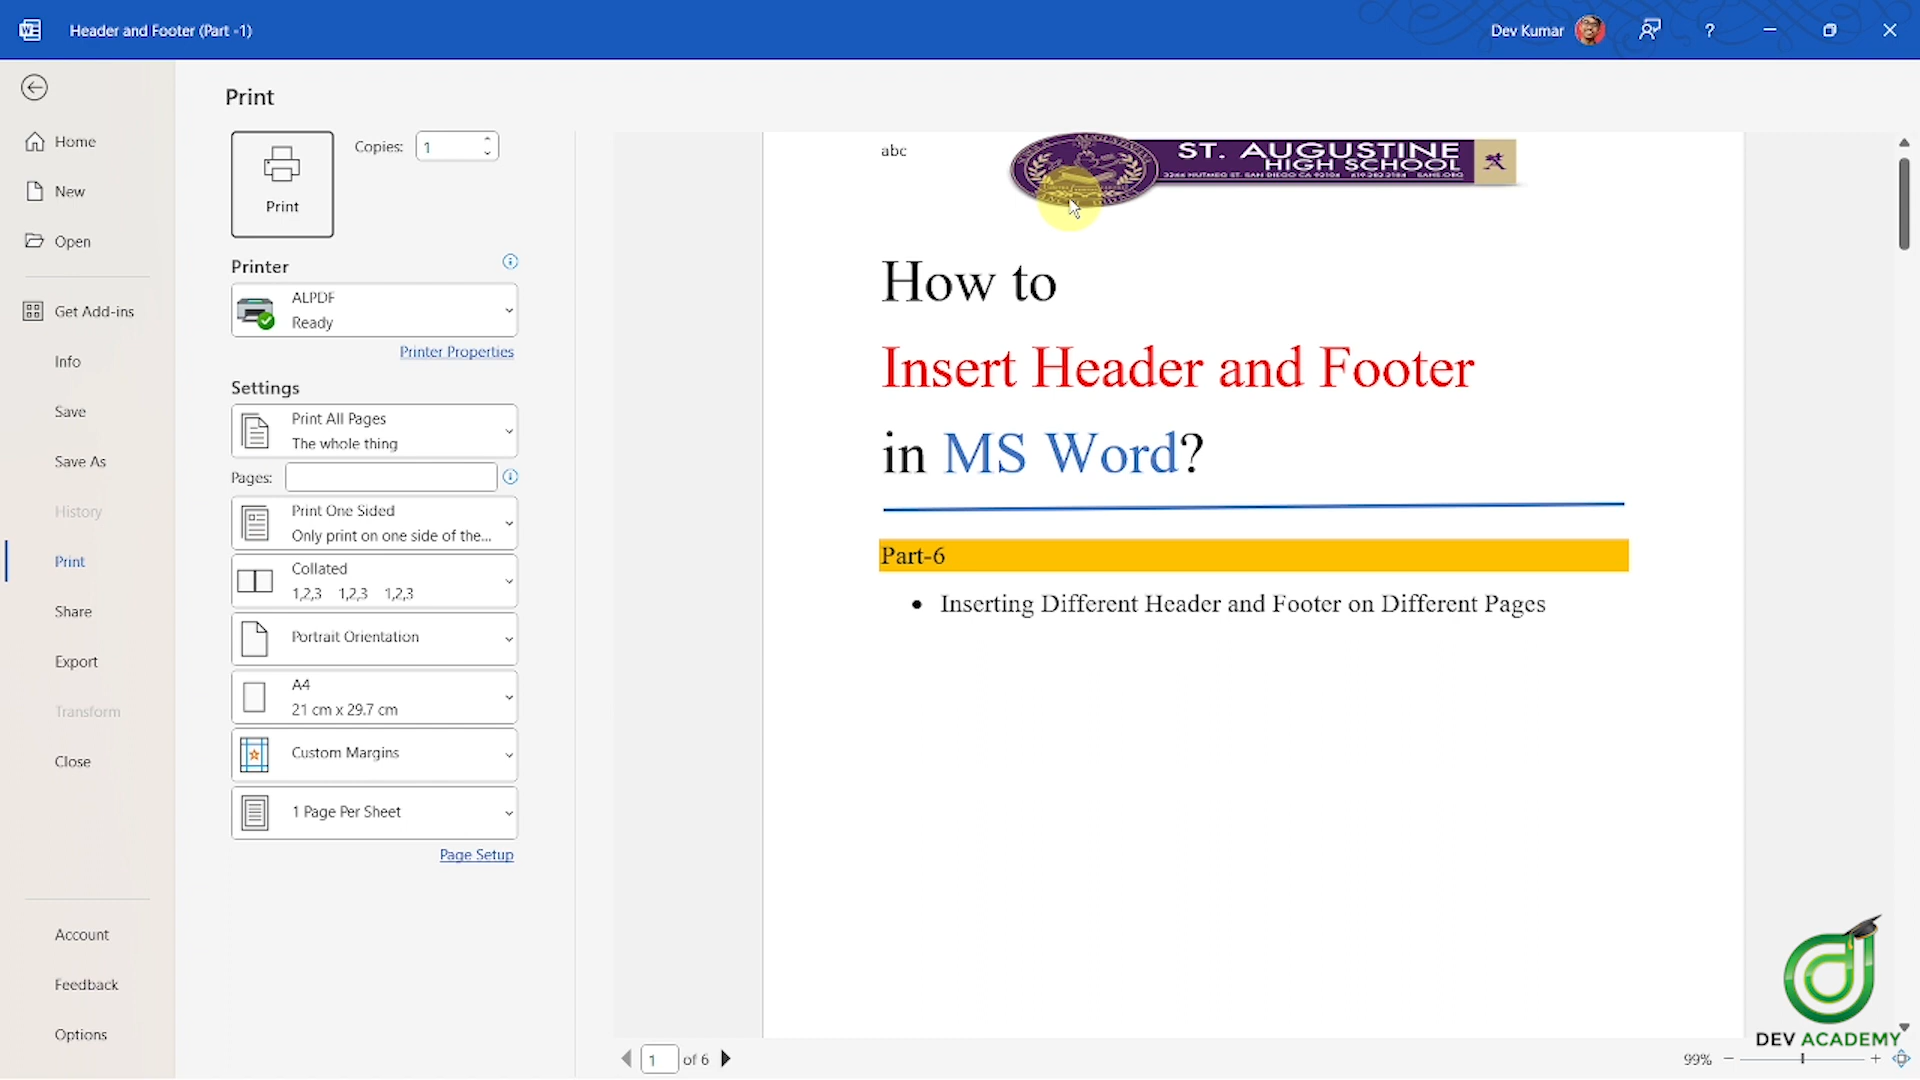 Header and Footer (Part -1)
Dev Kumar
?
Home
New
Open
Get Add-ins
Info
Save
Save As
History
Print
Share
Export
Transform
Close
Account
Feedback
Options
Print
Print
Copies: 1
Printer
ALPDF
Ready
Printer Properties
Settings
Print All Pages
The whole thing
Pages:
Print One Sided
Only print on one side of the...
Collated
1,2,3 1,2,3 1,2,3
Portrait Orientation
A4
21 cm x 29.7 cm
Custom Margins
1 Page Per Sheet
Page Setup
abc
ST. AUGUSTINE
HIGH SCHOOL
How to
Insert Header and Footer
in MS Word?
Part-6
• Inserting Different Header and Footer on Different Pages
1 of 6
DEV ACADEMY
99%